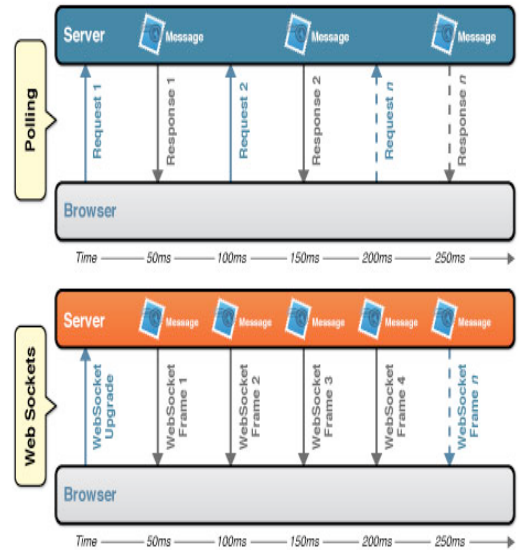 Server Message Message Message
Polling
Request 1
Response 1
Request 2
Response 2
Request n
Response n
Browser
Time 50ms 100ms 150ms 200ms 250ms
Server Message Message Message Message Message
Web Sockets
WebSocket
Upgrade
WebSocket
Frame 1
WebSocket
Frame 2
WebSocket
Frame 3
WebSocket
Frame 4
WebSocket
Frame n
Browser
Time 50ms 100ms 150ms 200ms 250ms